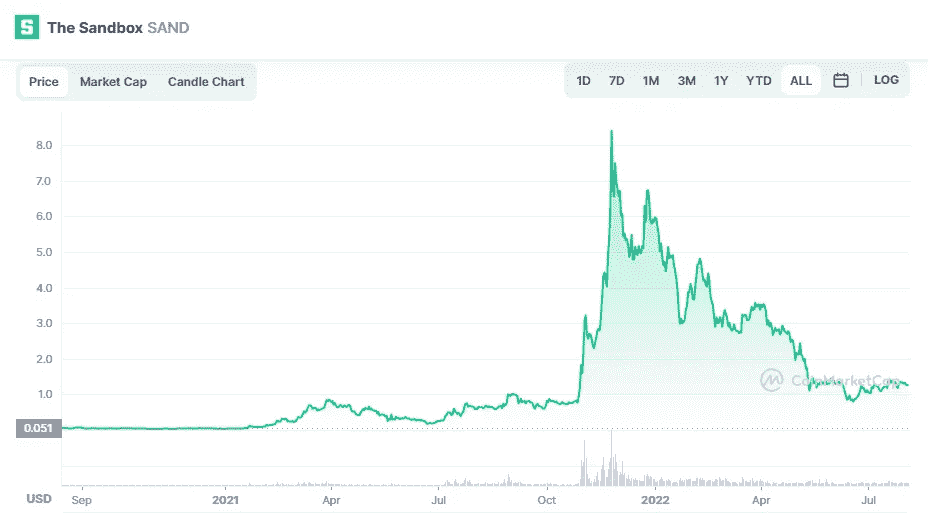 The Sandbox SAND
Price Market Cap Candle Chart 1D 7D 1M 3M 1Y YTD ALL LOG
8.0
7.0
6.0
5.0
4.0
3.0
2.0
CoinMarketCap
1.0
0.051
USD Sep 2021 Apr Jul Oct 2022 Apr Jul